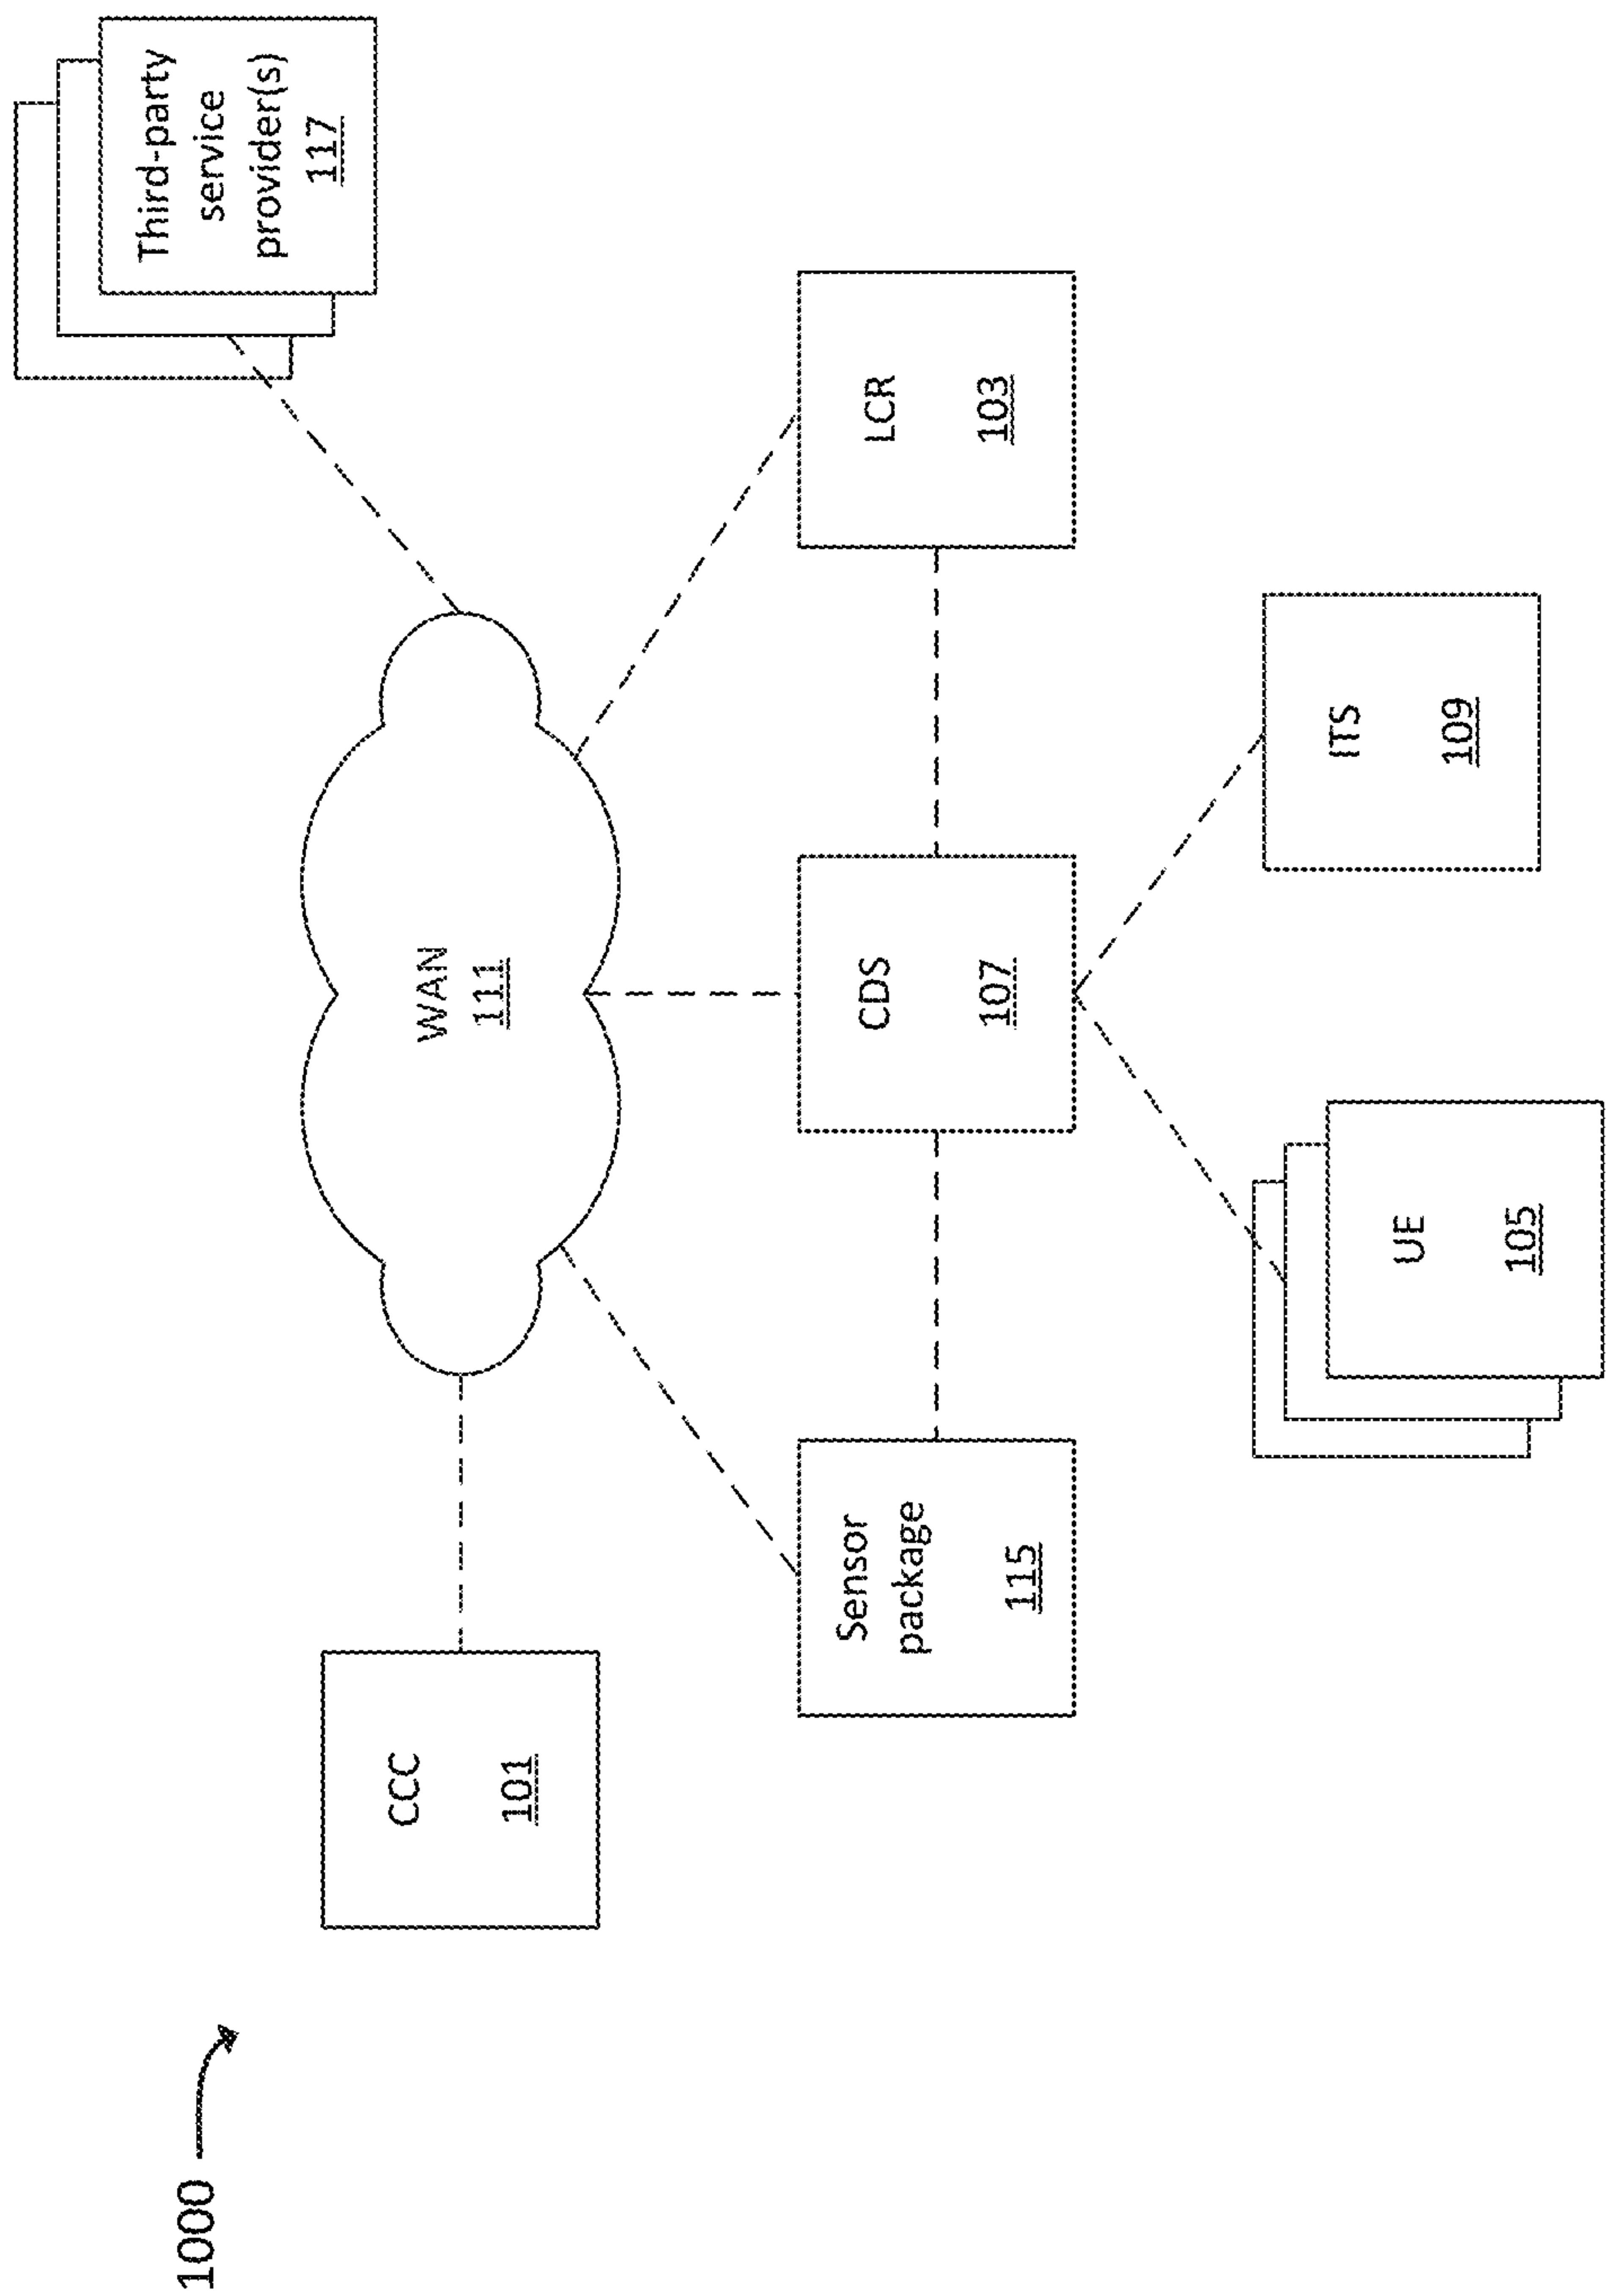 1000
Third-party
service
provider(s)
117
WAN
111
CCC
101
Sensor
package
115
CDS
107
LCR
103
UE
105
ITS
109